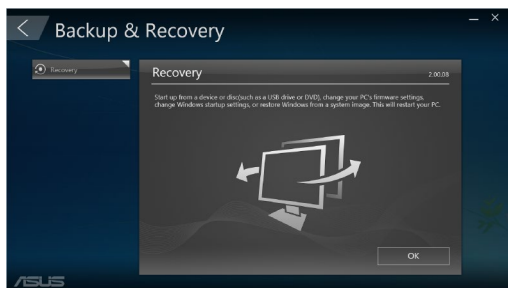 Backup & Recovery
Recovery
Recovery
2.00.08
Start up from a device or disc(such as a USB drive or DVD), change your PC's firmware settings,
change Windows startup settings, or restore Windows from a system image. This will restart your PC.
OK
ASUS